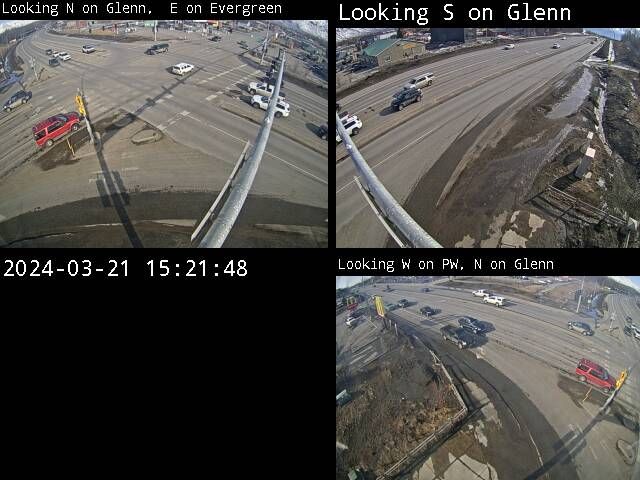 Looking N on Glenn,  E on Evergreen
Looking S on Glenn
2024-03-21 15:21:48
Looking W on PW, N on Glenn